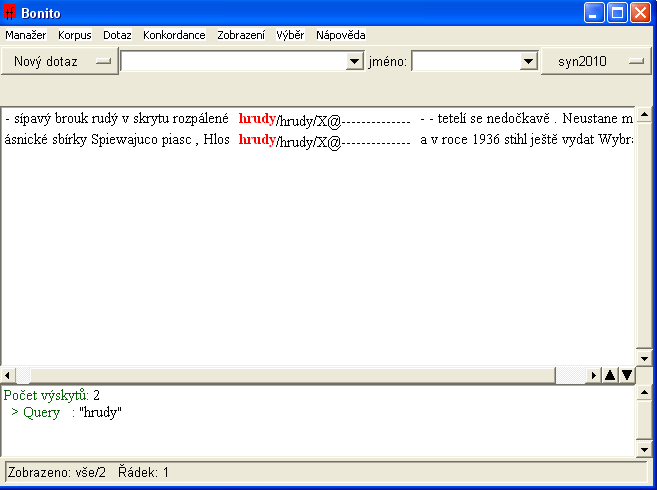 Bonito
Manažer Korpus Dotaz Konkordance Zobrazení Výběr Nápověda
Nový dotaz jméno: syn2010
- sípavý brouk rudý v skrytu rozpálené hrudy/hrudy/X@------------- - - tetelí se nedočkavě . Neustane m
ásnické sbírky Spiewajuco piasc , Hlos hrudy/hrudy/X@------------- a v roce 1936 stihl ještě vydat Wybra
Počet výskytů: 2
> Query : "hrudy"
Zobrazeno: vše/2 Řádek: 1